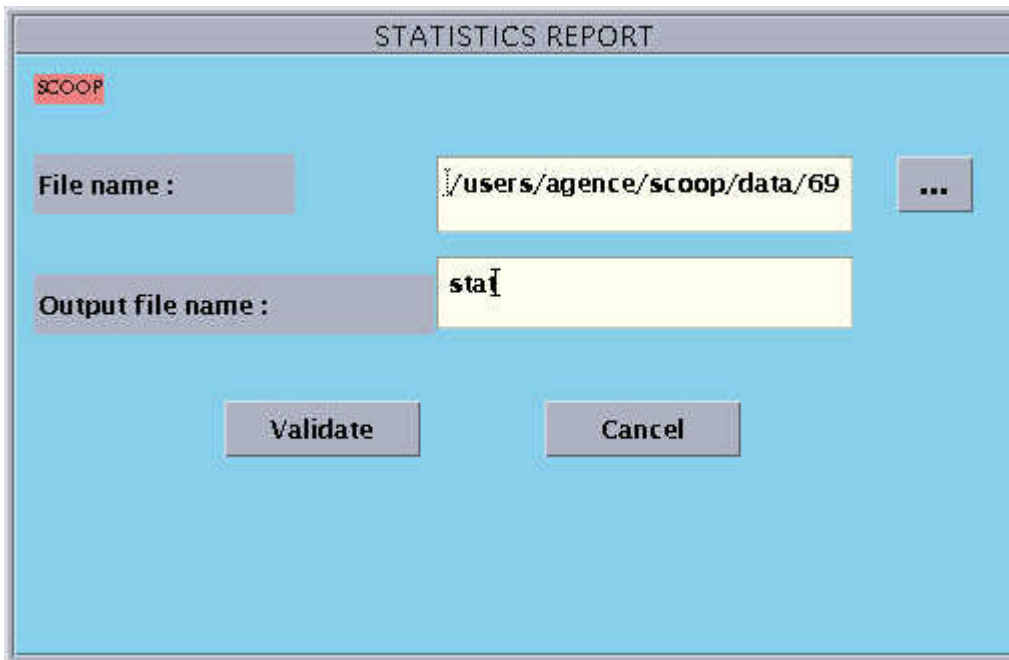 STATISTICS REPORT
SCOOP
File name : /users/agence/scoop/data/69 ...
Output file name : stat
Validate Cancel